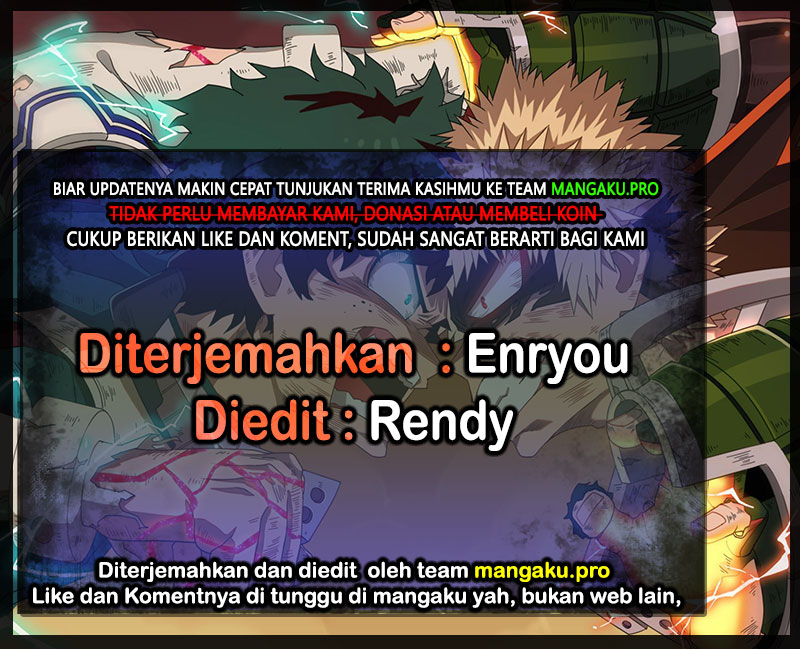 BIAR UPDATENYA MAKIN CEPAT TUNJUKAN TERIMA KASIHMU KE TEAM MANGAKU.PRO
TIDAK PERLU MEMBAYAR KAMI, DONASI ATAU MEMBELI KOIN
CUKUP BERIKAN LIKE DAN KOMENT, SUDAH SANGAT BERARTI BAGI KAMI
Diterjemahkan : Enryou
Diedit : Rendy
Diterjemahkan dan diedit oleh team mangaku.pro
Like dan Komentnya di tunggu di mangaku yah, bukan web lain,